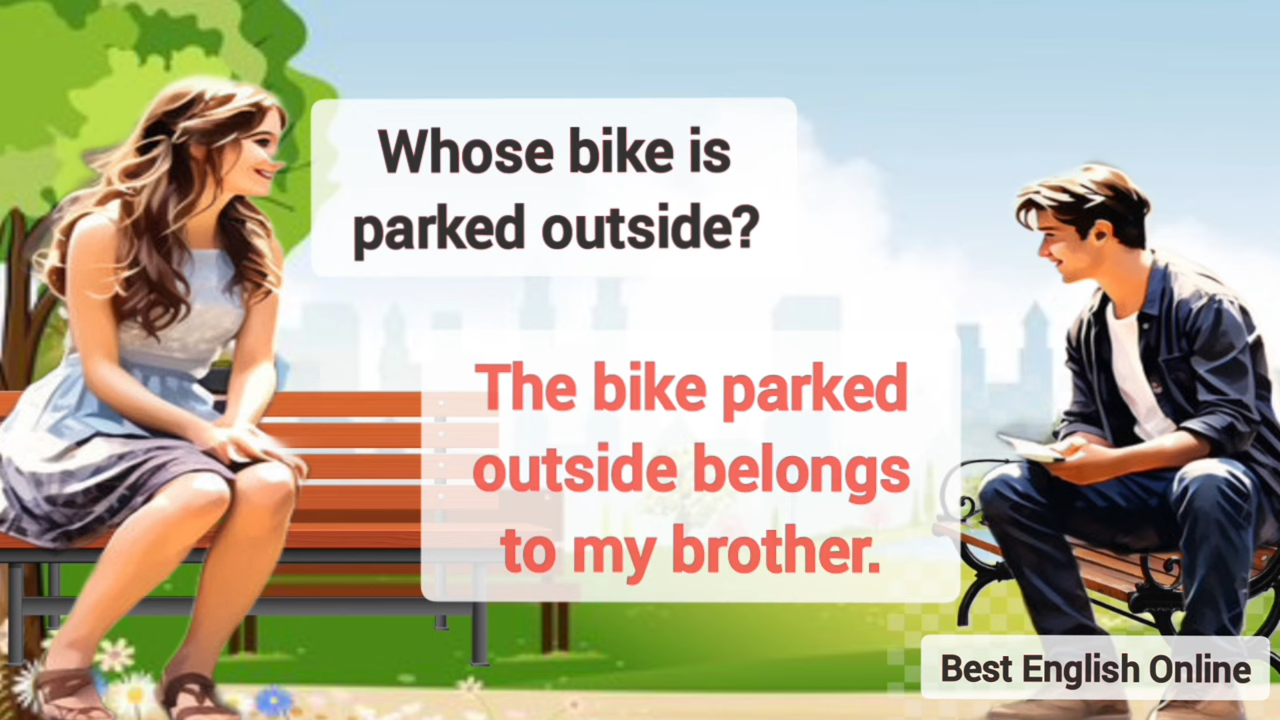 Whose bike is
parked outside?
The bike parked
outside belongs
to my brother.
Best English Online